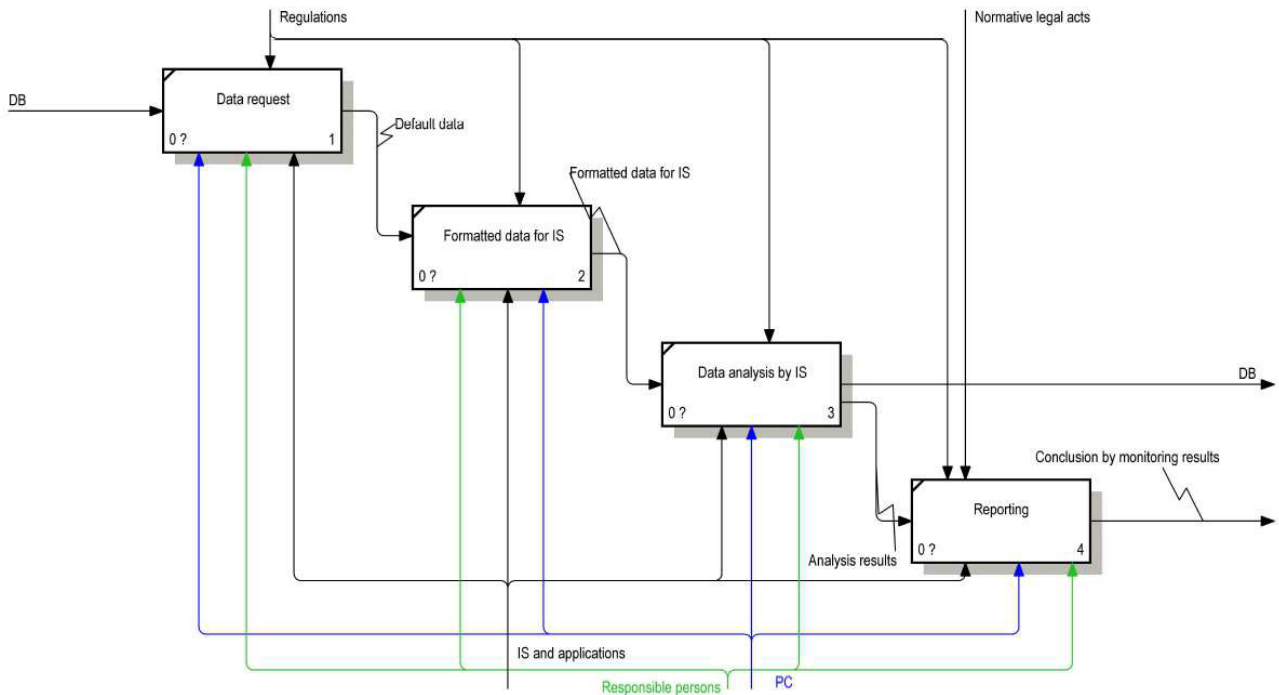 Regulations
Normative legal acts
DB
Data request
0 ?
1
Default data
Formatted data for IS
Formatted data for IS
0 ?
2
Data analysis by IS
0 ?
3
DB
Conclusion by monitoring results
Reporting
0 ?
4
Analysis results
IS and applications
Responsible persons
PC